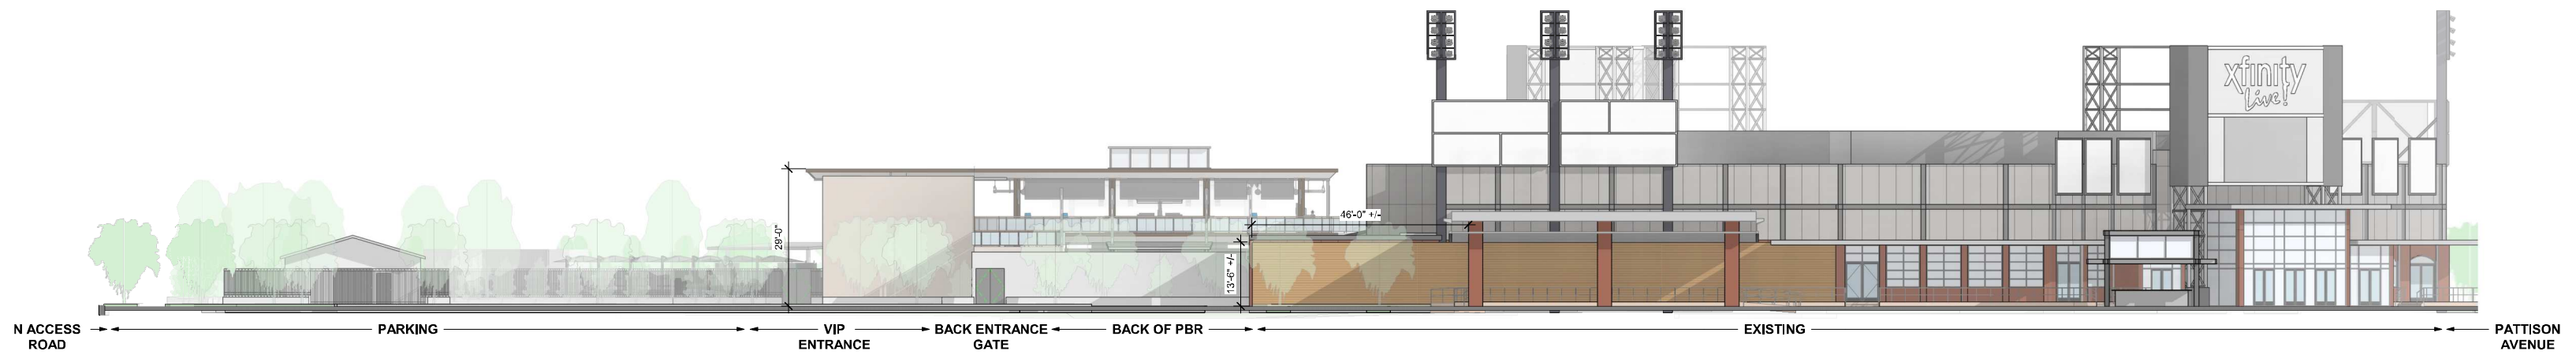 xfinity
Live!
46'-0" +/-
29'-0"
13'-6" +/-
N ACCESS
ROAD
PARKING
VIP
ENTRANCE
BACK ENTRANCE
GATE
BACK OF PBR
EXISTING
PATTISON
AVENUE